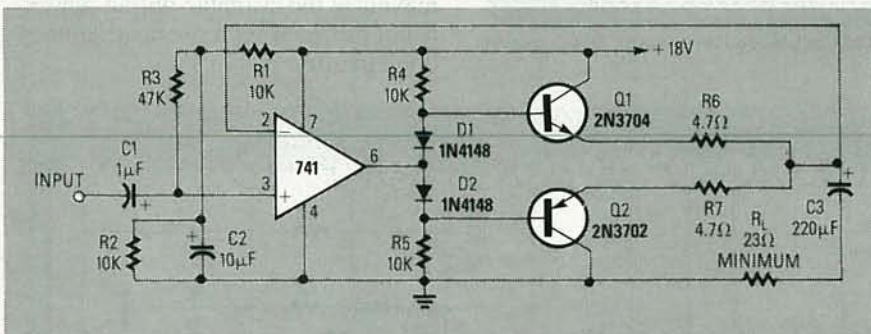 R3
47K
R1
10K
R4
10K
+ 18V
Q1
2N3704
R6
4.7Ω
2
−
7
D1
1N4148
741
6
C1
1µF
INPUT
+
3
+
4
D2
1N4148
Q2
2N3702
R7
4.7Ω
+
C3
220µF
R2
10K
+
C2
10µF
R5
10K
RL
23Ω
MINIMUM